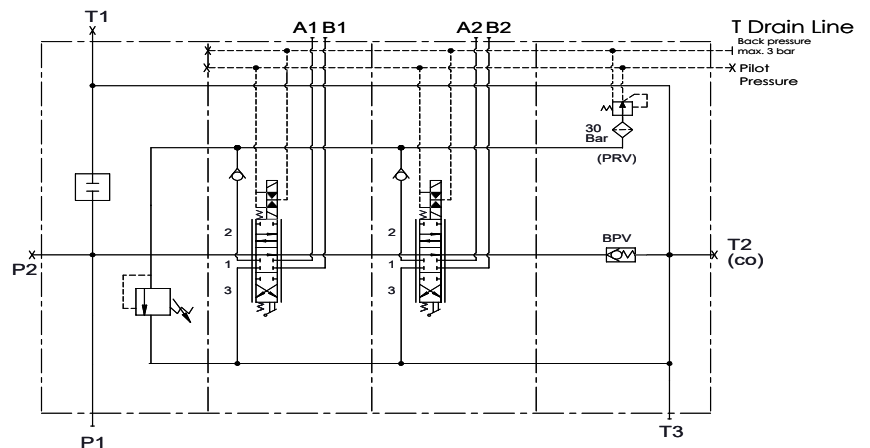 T1
A1 B1
A2 B2
T Drain Line
Back pressure
max. 3 bar
Pilot
Pressure
30
Bar
(PRV)
2
2
BPV
T2
(co)
P2
1
1
3
3
T3
P1